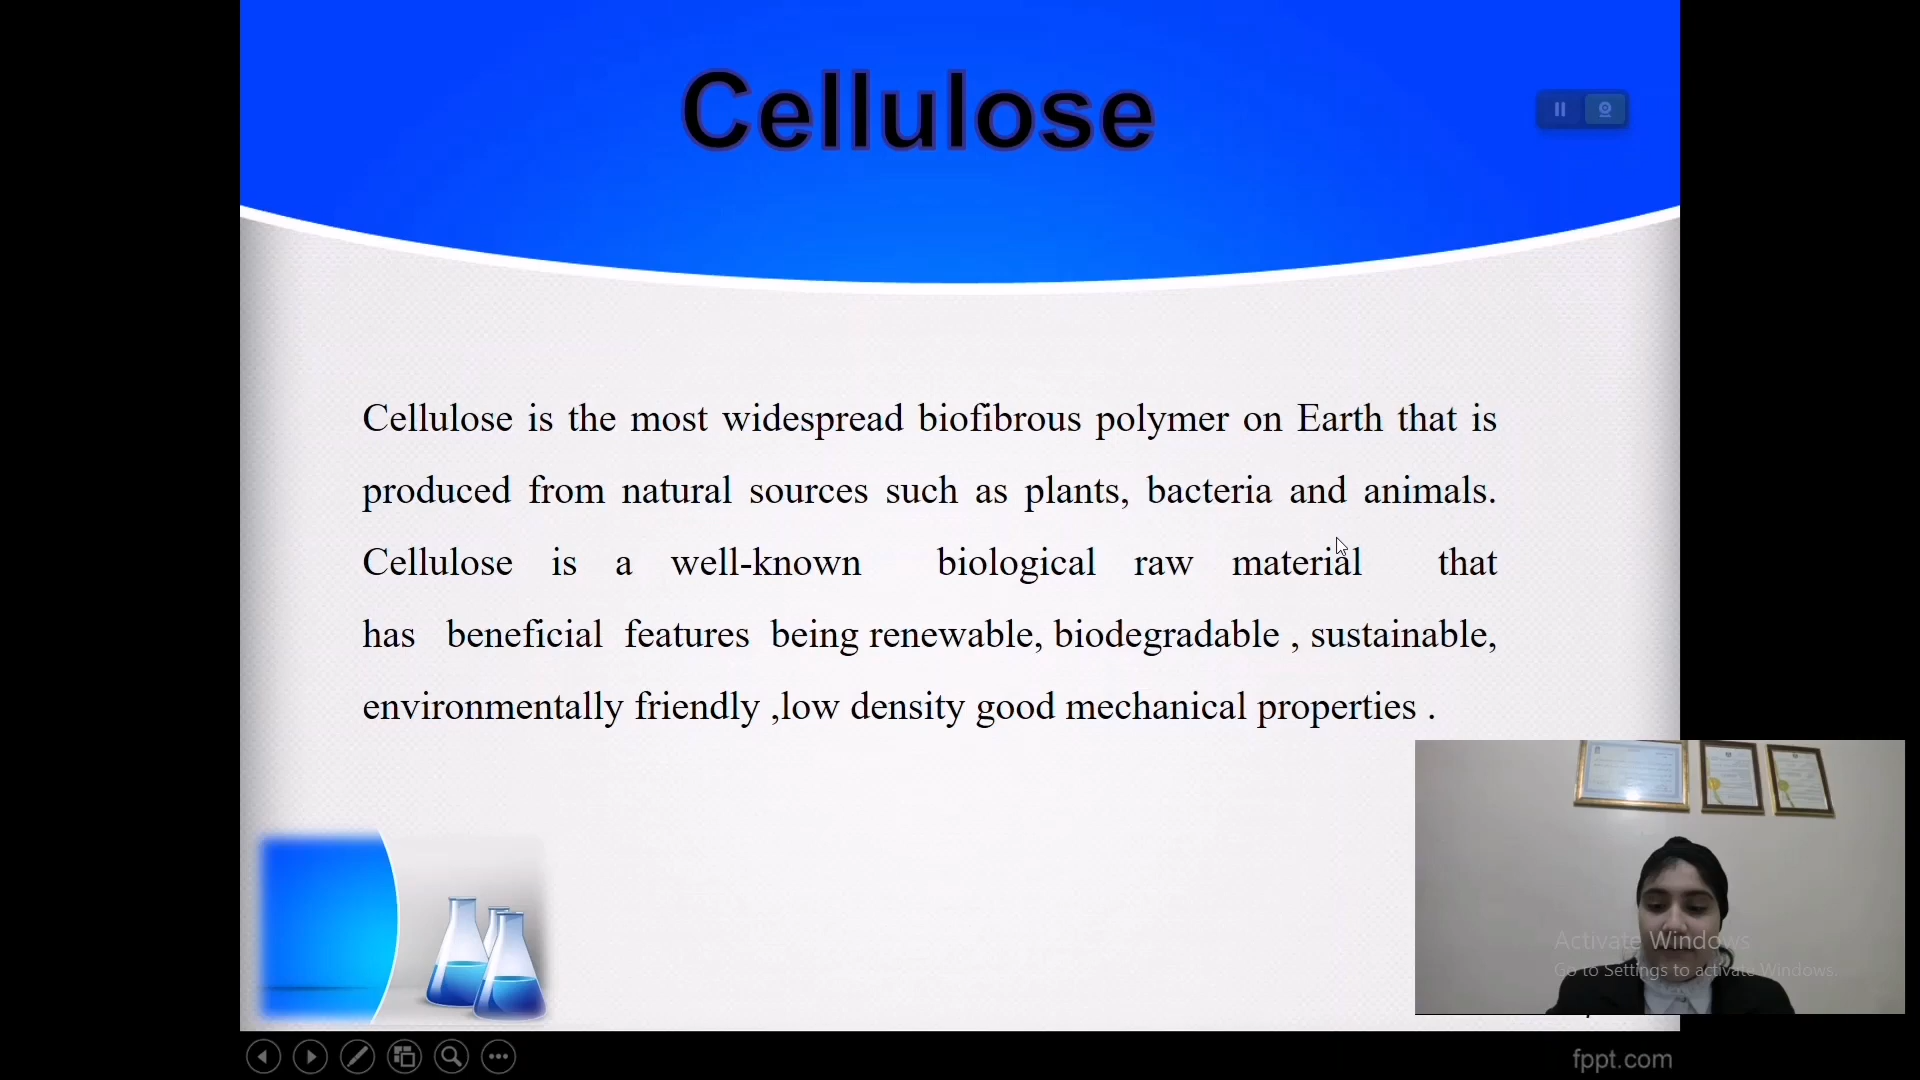 Cellulose
Cellulose is the most widespread biofibrous polymer on Earth that is
produced from natural sources such as plants, bacteria and animals.
Cellulose is a well-known biological raw material that
has beneficial features being renewable, biodegradable , sustainable,
environmentally friendly ,low density good mechanical properties .
Activate Windows
Go to Settings to activate Windows.
fppt.com